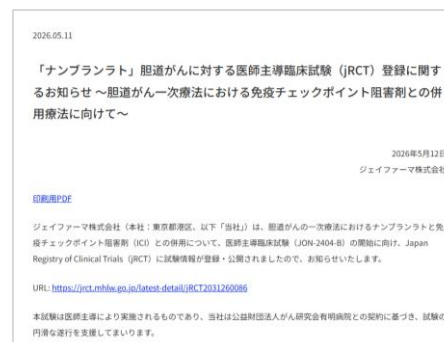 2026.05.11
「ナンブランラト」胆道がんに対する医師主導臨床試験（jRCT）登録に関す
るお知らせ ～胆道がん一次療法における免疫チェックポイント阻害剤との併
用療法に向けて～
2026年5月12日
ジェイファーマ株式会社
印刷用PDF
ジェイファーマ株式会社（本社：東京都港区、以下「当社」）は、胆道がんの一次療法におけるナンブランラトと免
疫チェックポイント阻害剤（ICI）との併用について、医師主導臨床試験（JON-2404-B）の開始に向け、Japan
Registry of Clinical Trials（jRCT）に試験情報が登録・公開されましたので、お知らせいたします。
URL: https://jrct.mhlw.go.jp/latest-detail/jRCT2031260086
本試験は医師主導により実施されるものであり、当社は公益財団法人がん研究会有明病院との契約に基づき、試験の
円滑な遂行を支援してまいります。